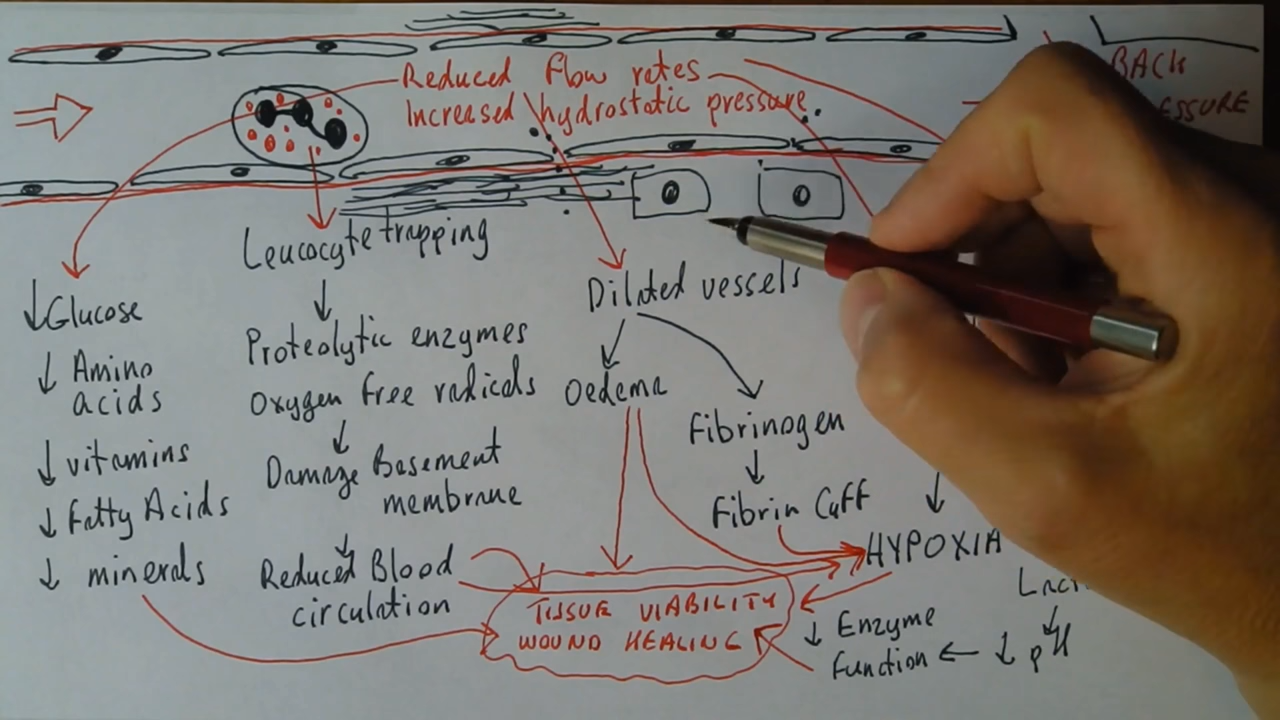 Reduced flow rates
Increased hydrostatic pressure
BACK
ESSURE
Leucocyte trapping
Proteolytic enzymes
Oxygen free radicals
Damage Basement
membrane
Reduced Blood
circulation
↓ Glucose
↓ Amino
acids
↓ vitamins
↓ Fatty Acids
↓ minerals
Dilated vessels
Oedema
Fibrinogen
Fibrin Cuff
HYPOXIA
Lacti
↓ pH
↓ Enzyme
function
TISSUE VIABILITY
WOUND HEALING